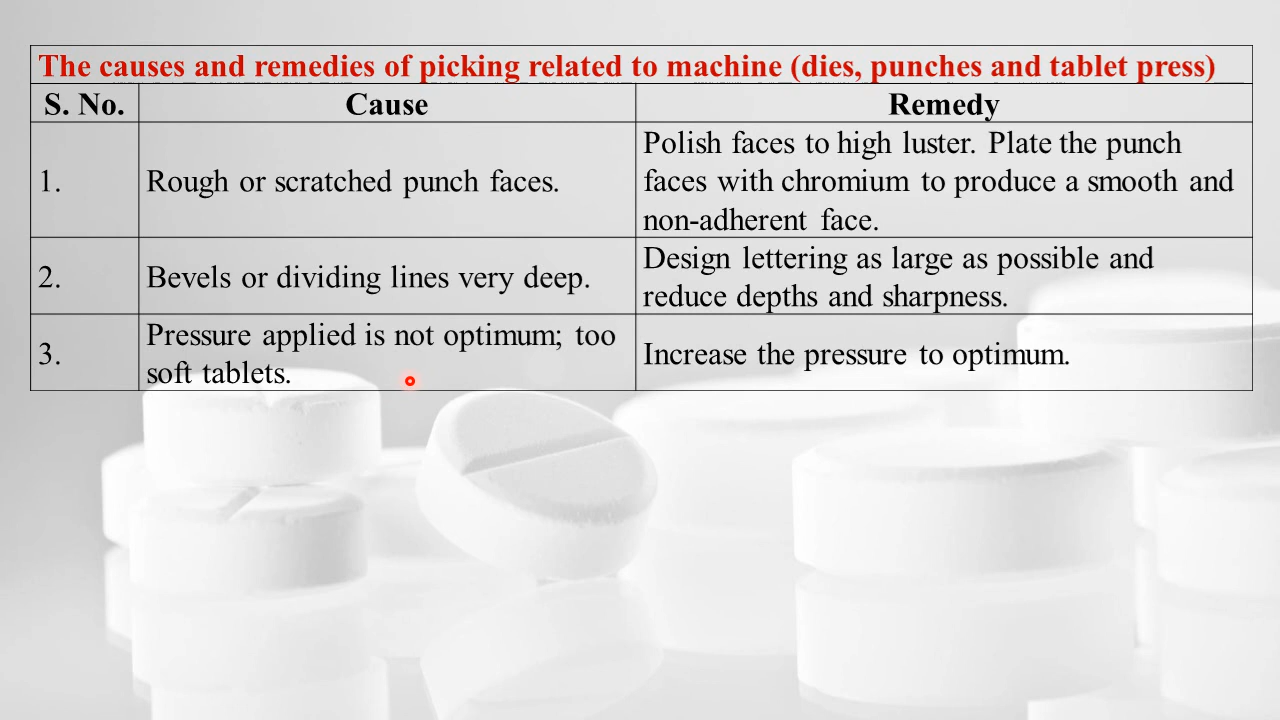 The causes and remedies of picking related to machine (dies, punches and tablet press)
S. No. Cause Remedy
1. Rough or scratched punch faces. Polish faces to high luster. Plate the punch
faces with chromium to produce a smooth and
non-adherent face.
2. Bevels or dividing lines very deep. Design lettering as large as possible and
reduce depths and sharpness.
3. Pressure applied is not optimum; too
soft tablets. Increase the pressure to optimum.